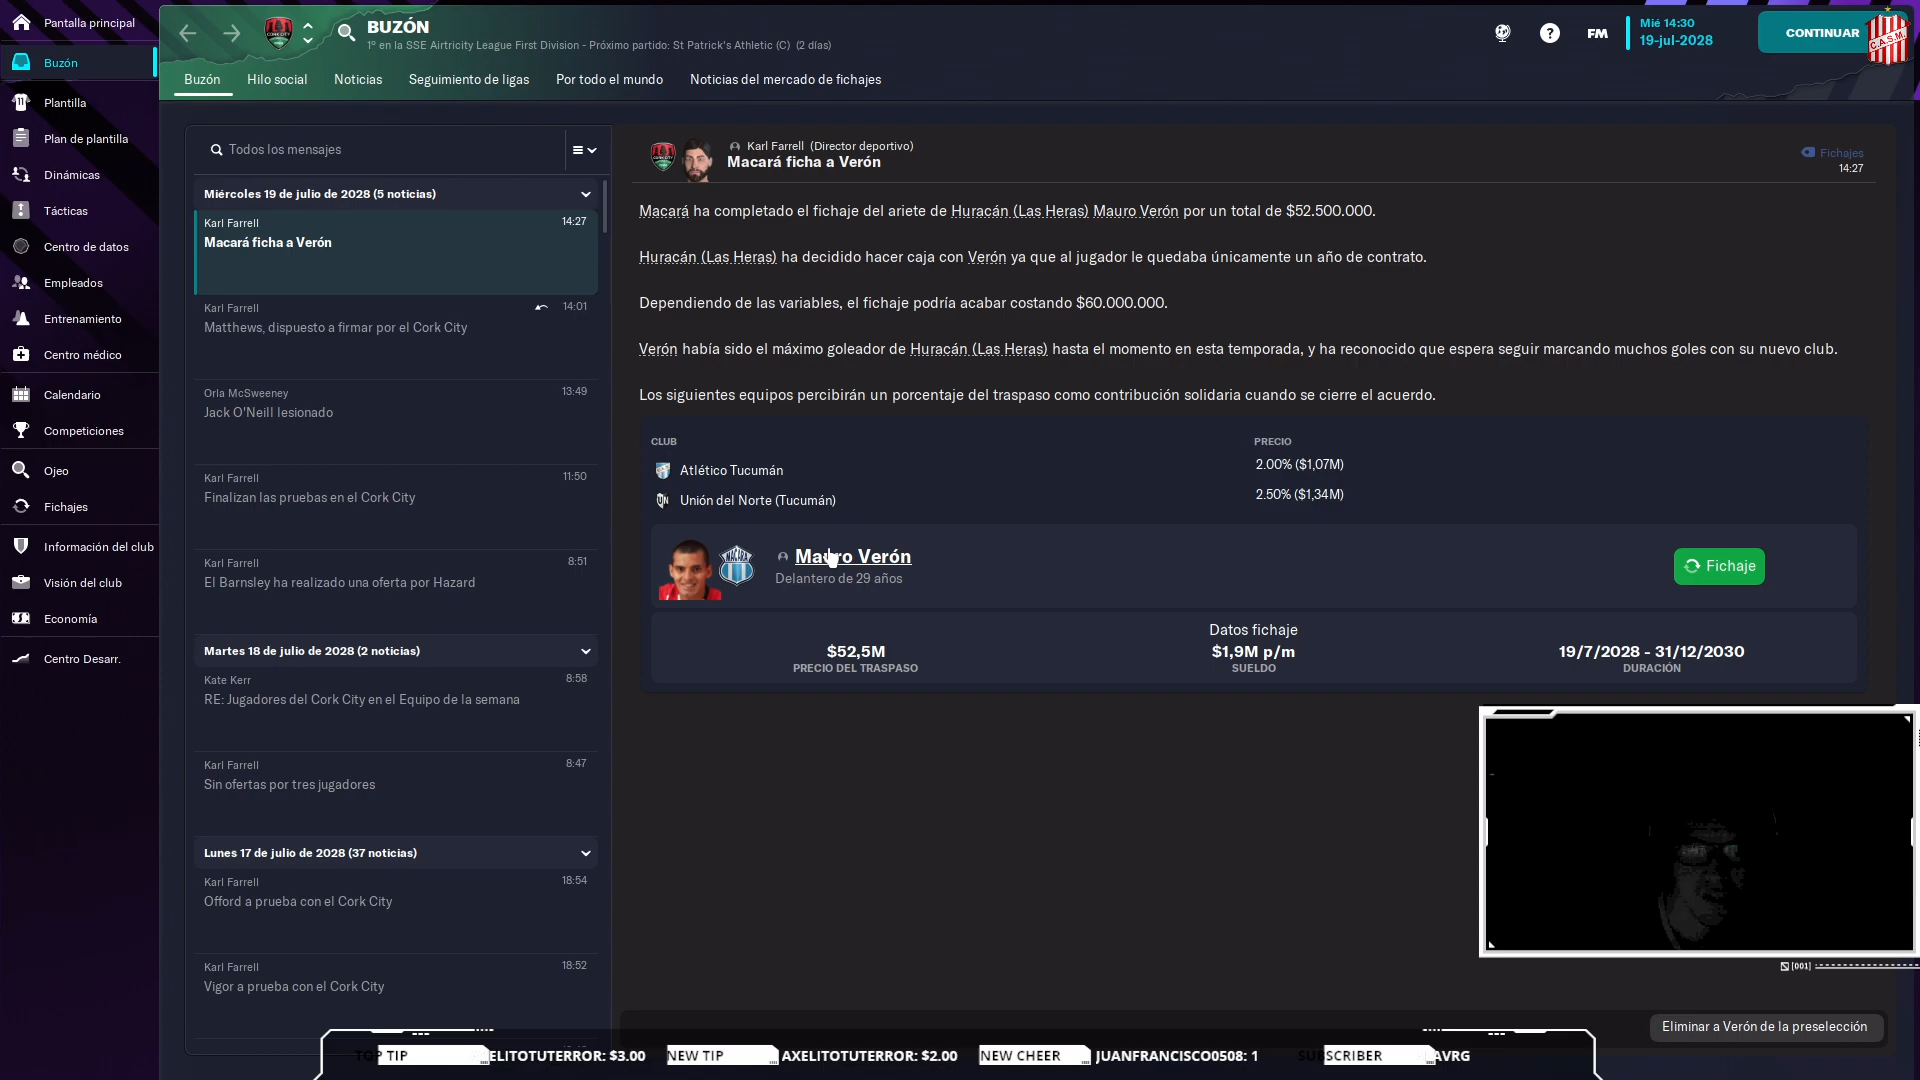 Pantalla principal
Buzón
Plantilla
Plan de plantilla
Dinámicas
Tácticas
Centro de datos
Empleados
Entrenamiento
Centro médico
Calendario
Competiciones
Ojeo
Fichajes
Información del club
Visión del club
Economía
Centro Desarr.
BUZÓN
1º en la SSE Airtricity League First Division - Próximo partido: St Patrick's Athletic (C) (2 días)
FM
Mié 14:30
19-jul-2028
CONTINUAR
C.A.S.M.
Buzón Hilo social Noticias Seguimiento de ligas Por todo el mundo Noticias del mercado de fichajes
Todos los mensajes
Miércoles 19 de julio de 2028 (5 noticias)
Karl Farrell 14:27
Macará ficha a Verón
Karl Farrell 14:01
Matthews, dispuesto a firmar por el Cork City
Orla McSweeney 13:49
Jack O'Neill lesionado
Karl Farrell 11:50
Finalizan las pruebas en el Cork City
Karl Farrell 8:51
El Barnsley ha realizado una oferta por Hazard
Martes 18 de julio de 2028 (2 noticias)
Kate Kerr 8:58
RE: Jugadores del Cork City en el Equipo de la semana
Karl Farrell 8:47
Sin ofertas por tres jugadores
Lunes 17 de julio de 2028 (37 noticias)
Karl Farrell 18:54
Offord a prueba con el Cork City
Karl Farrell 18:52
Vigor a prueba con el Cork City
Karl Farrell (Director deportivo)
Macará ficha a Verón
Fichajes
14:27
Macará ha completado el fichaje del ariete de Huracán (Las Heras) Mauro Verón por un total de $52.500.000.
Huracán (Las Heras) ha decidido hacer caja con Verón ya que al jugador le quedaba únicamente un año de contrato.
Dependiendo de las variables, el fichaje podría acabar costando $60.000.000.
Verón había sido el máximo goleador de Huracán (Las Heras) hasta el momento en esta temporada, y ha reconocido que espera seguir marcando muchos goles con su nuevo club.
Los siguientes equipos percibirán un porcentaje del traspaso como contribución solidaria cuando se cierre el acuerdo.
CLUB PRECIO
Atlético Tucumán 2.00% ($1,07M)
Unión del Norte (Tucumán) 2.50% ($1,34M)
Mauro Verón
Delantero de 29 años
Fichaje
Datos fichaje
$52,5M $1,9M p/m 19/7/2028 - 31/12/2030
PRECIO DEL TRASPASO SUELDO DURACIÓN
[001]
Eliminar a Verón de la preselección
TOP TIP ELITOTUTERROR: $3.00 NEW TIP AXELITOTUTERROR: $2.00 NEW CHEER JUANFRANCISCO0508: 1 SUBSCRIBER AVRG